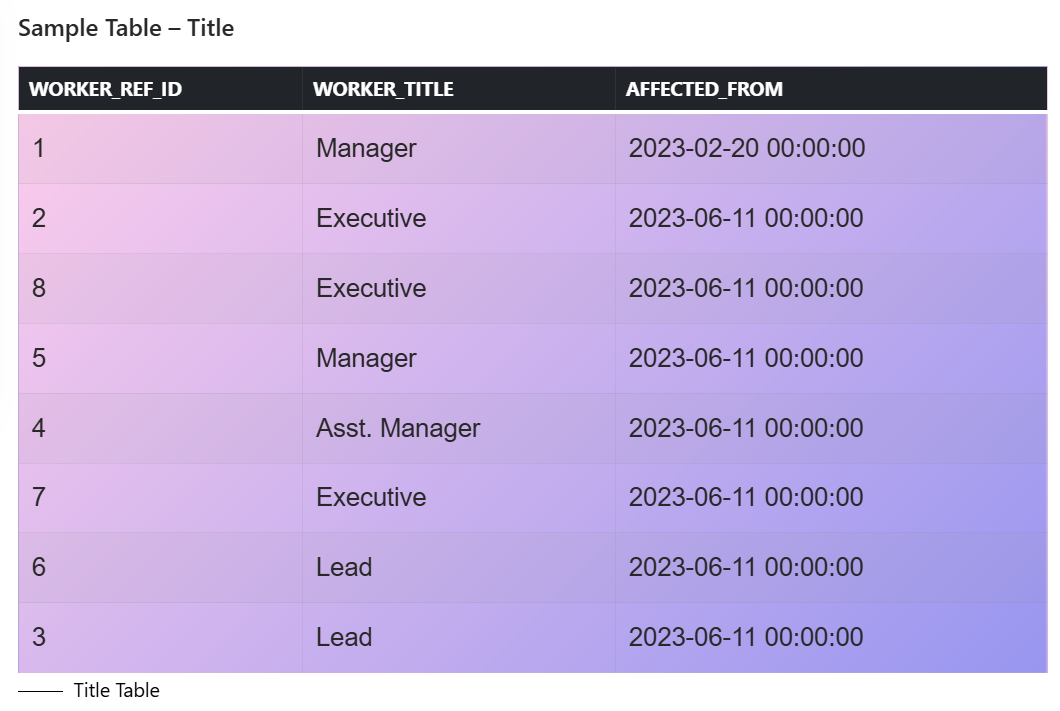 Sample Table – Title
WORKER_REF_ID WORKER_TITLE AFFECTED_FROM
1 Manager 2023-02-20 00:00:00
2 Executive 2023-06-11 00:00:00
8 Executive 2023-06-11 00:00:00
5 Manager 2023-06-11 00:00:00
4 Asst. Manager 2023-06-11 00:00:00
7 Executive 2023-06-11 00:00:00
6 Lead 2023-06-11 00:00:00
3 Lead 2023-06-11 00:00:00
Title Table